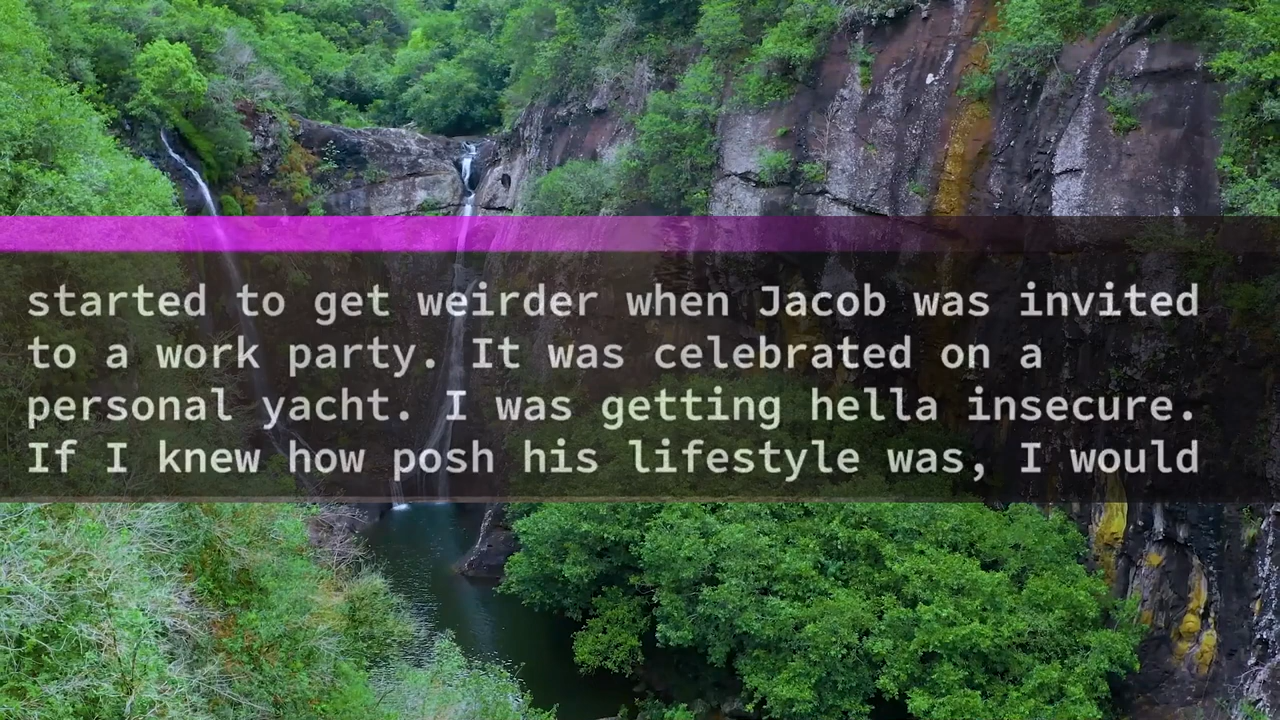 started to get weirder when Jacob was invited
to a work party. It was celebrated on a
personal yacht. I was getting hella insecure.
If I knew how posh his lifestyle was, I would